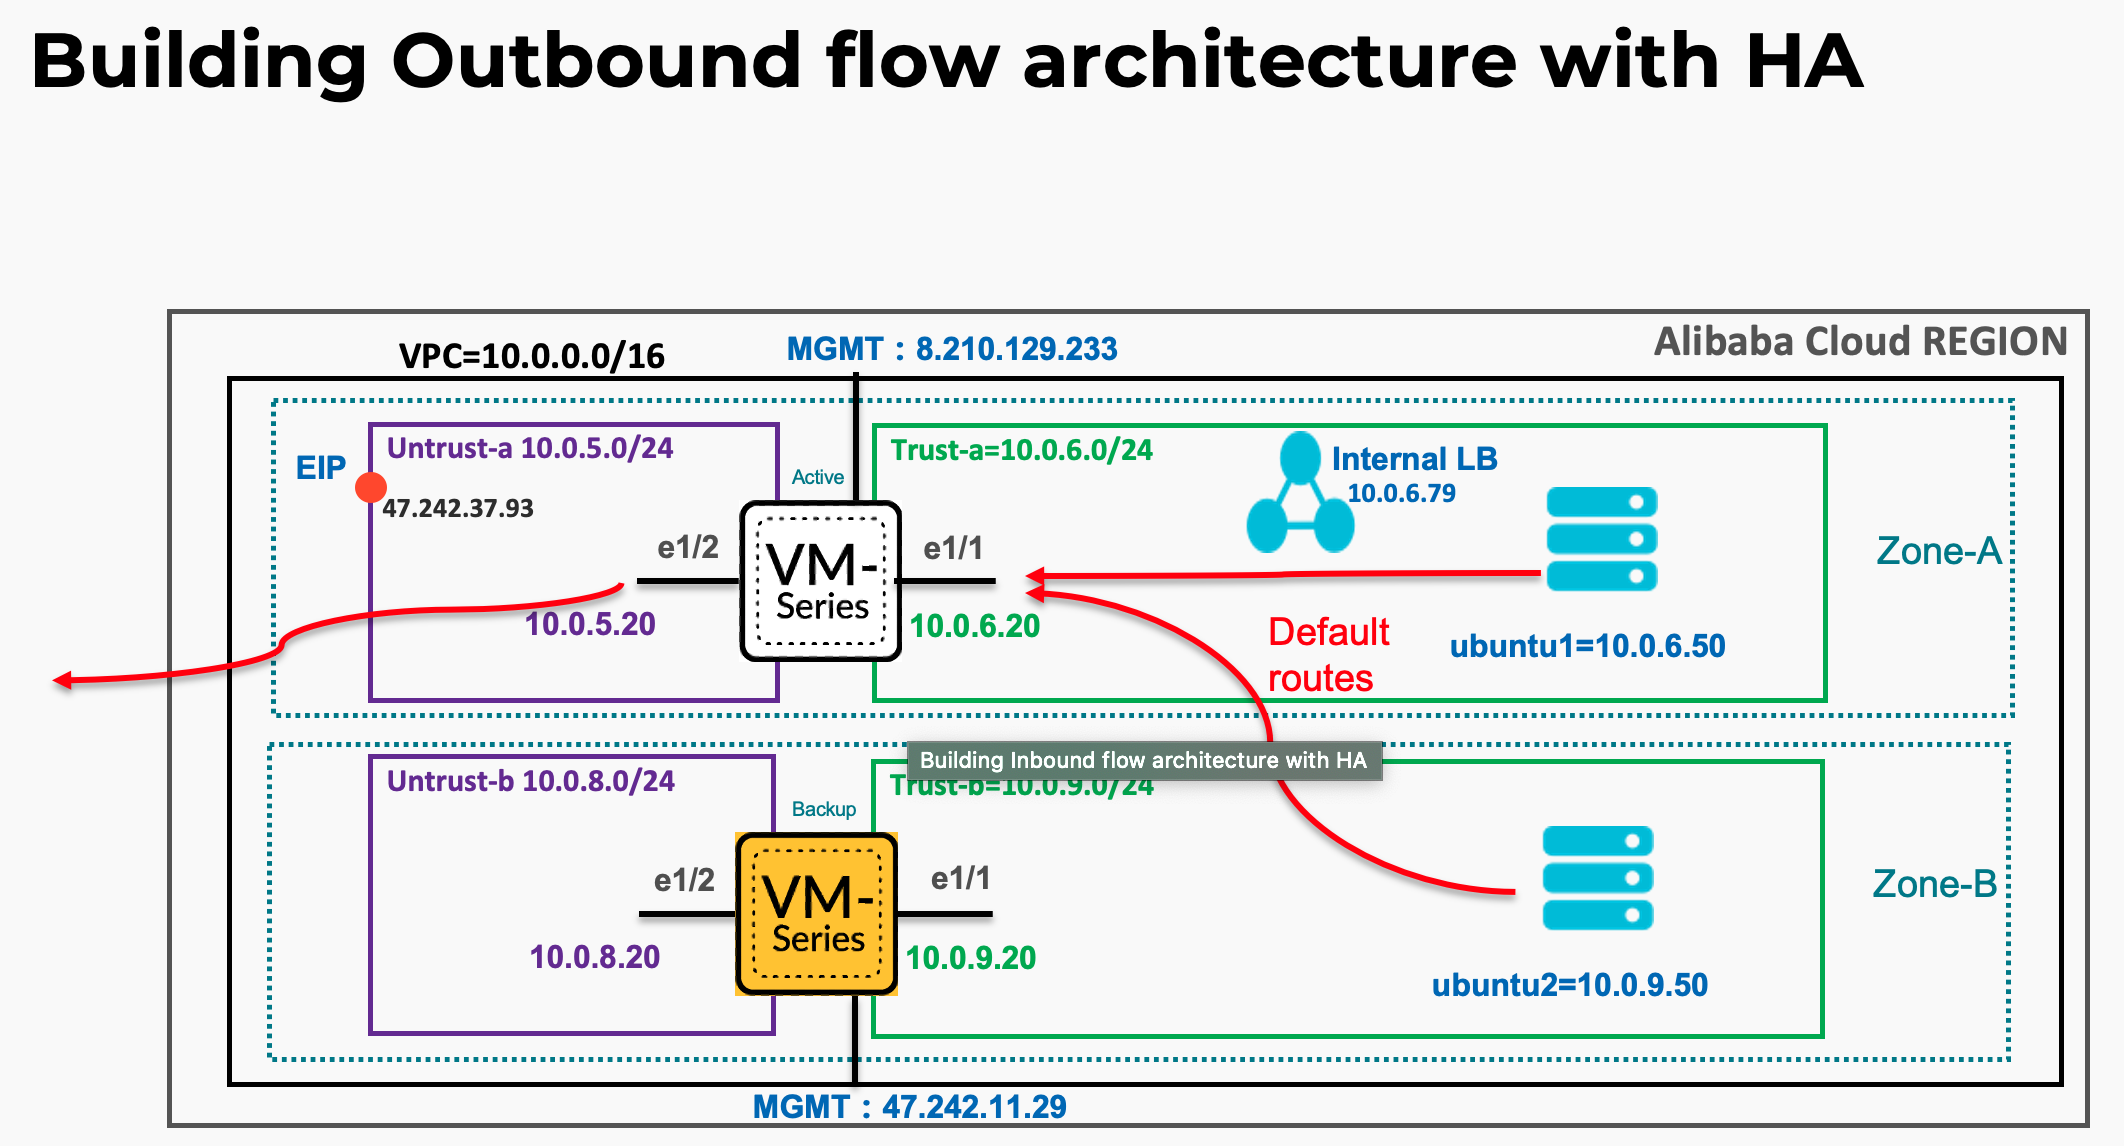 Building Outbound flow architecture with HA
Alibaba Cloud REGION
VPC=10.0.0.0/16
MGMT : 8.210.129.233
EIP
47.242.37.93
Untrust-a 10.0.5.0/24
Active
Trust-a=10.0.6.0/24
Internal LB
10.0.6.79
e1/2
VM-
Series
e1/1
Zone-A
10.0.5.20
10.0.6.20
Default
routes
ubuntu1=10.0.6.50
Building Inbound flow architecture with HA
Untrust-b 10.0.8.0/24
Trust-b=10.0.9.0/24
Backup
e1/2
VM-
Series
e1/1
Zone-B
10.0.8.20
10.0.9.20
ubuntu2=10.0.9.50
MGMT : 47.242.11.29